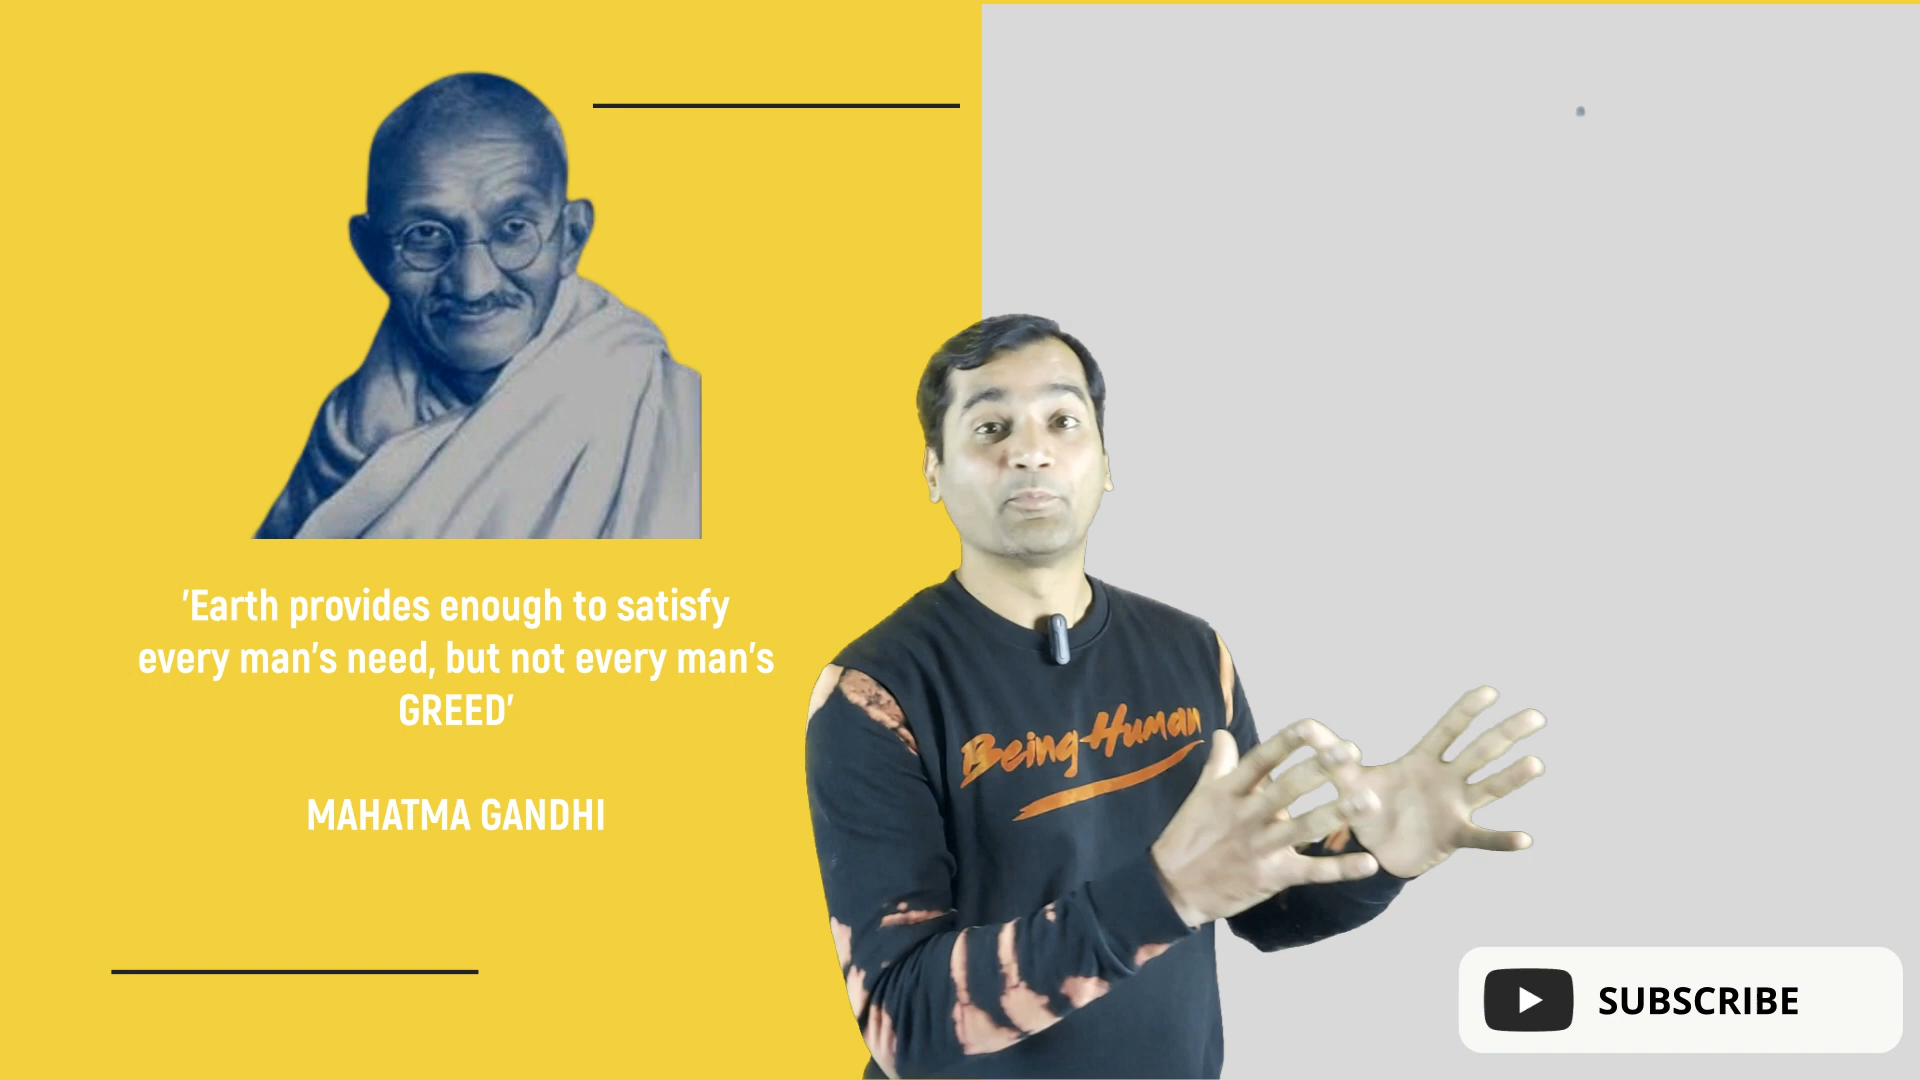 'Earth provides enough to satisfy
every man's need, but not every man's
GREED'
MAHATMA GANDHI
Being Human
SUBSCRIBE